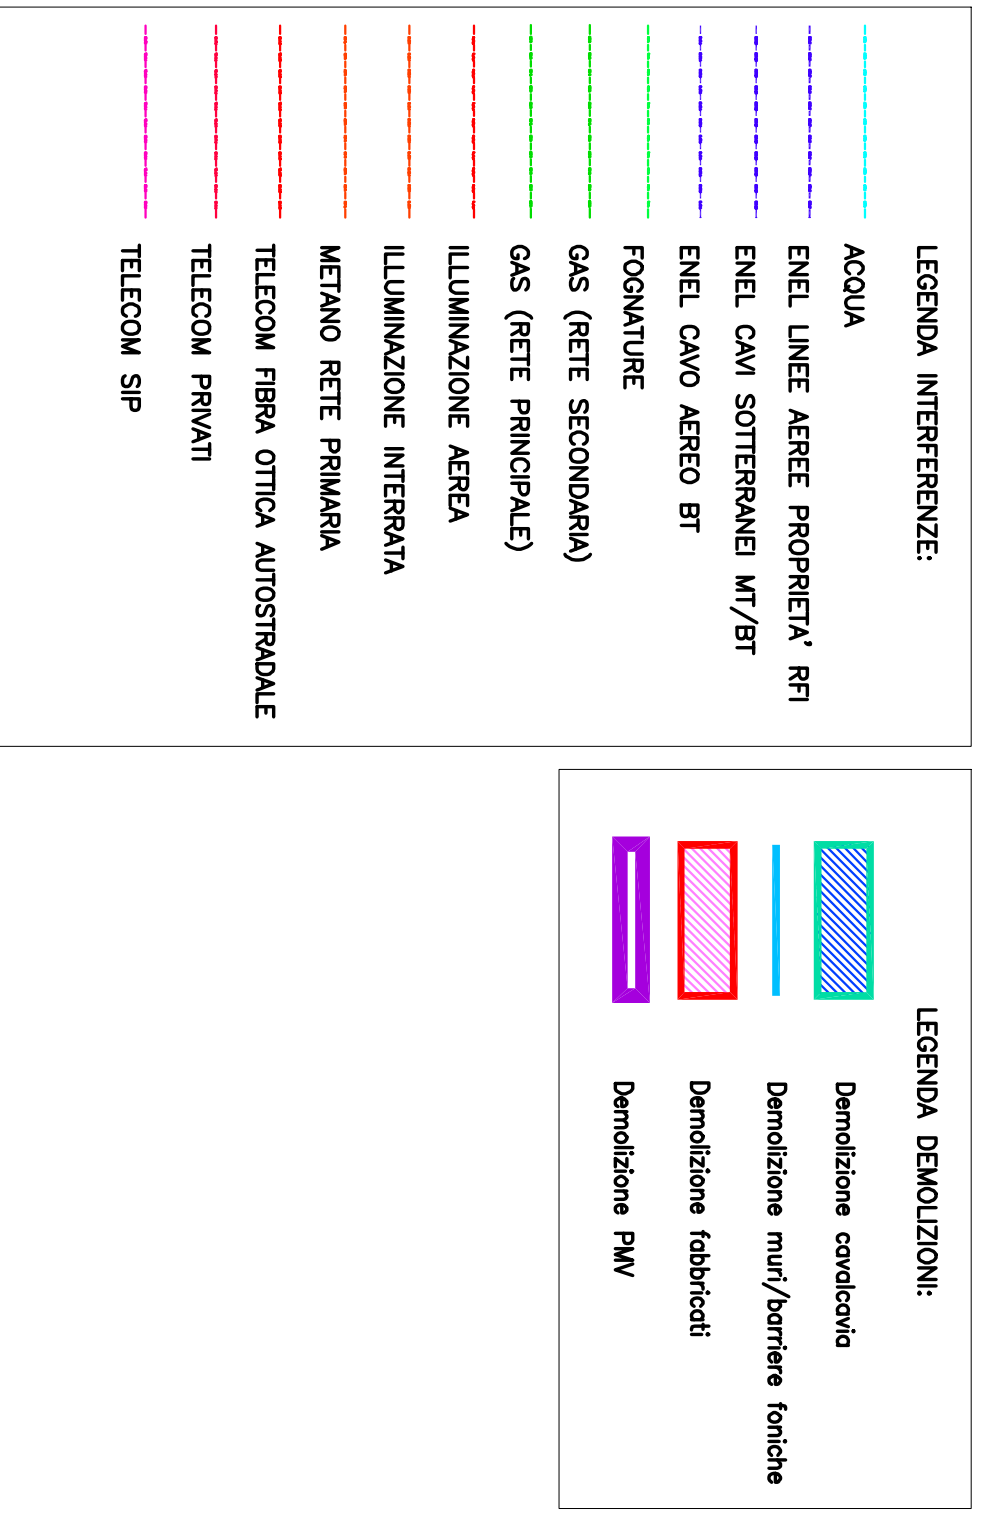 LEGENDA INTERFERENZE:
ACQUA
ENEL LINEE AEREE PROPRIETA' RFI
ENEL CAVI SOTTERRANEI MT/BT
ENEL CAVO AEREO BT
FOGNATURE
GAS (RETE SECONDARIA)
GAS (RETE PRINCIPALE)
ILLUMINAZIONE AEREA
ILLUMINAZIONE INTERRATA
METANO RETE PRIMARIA
TELECOM FIBRA OTTICA AUTOSTRADALE
TELECOM PRIVATI
TELECOM SIP
LEGENDA DEMOLIZIONI:
Demolizione cavalcavia
Demolizione muri/barriere foniche
Demolizione fabbricati
Demolizione PMV